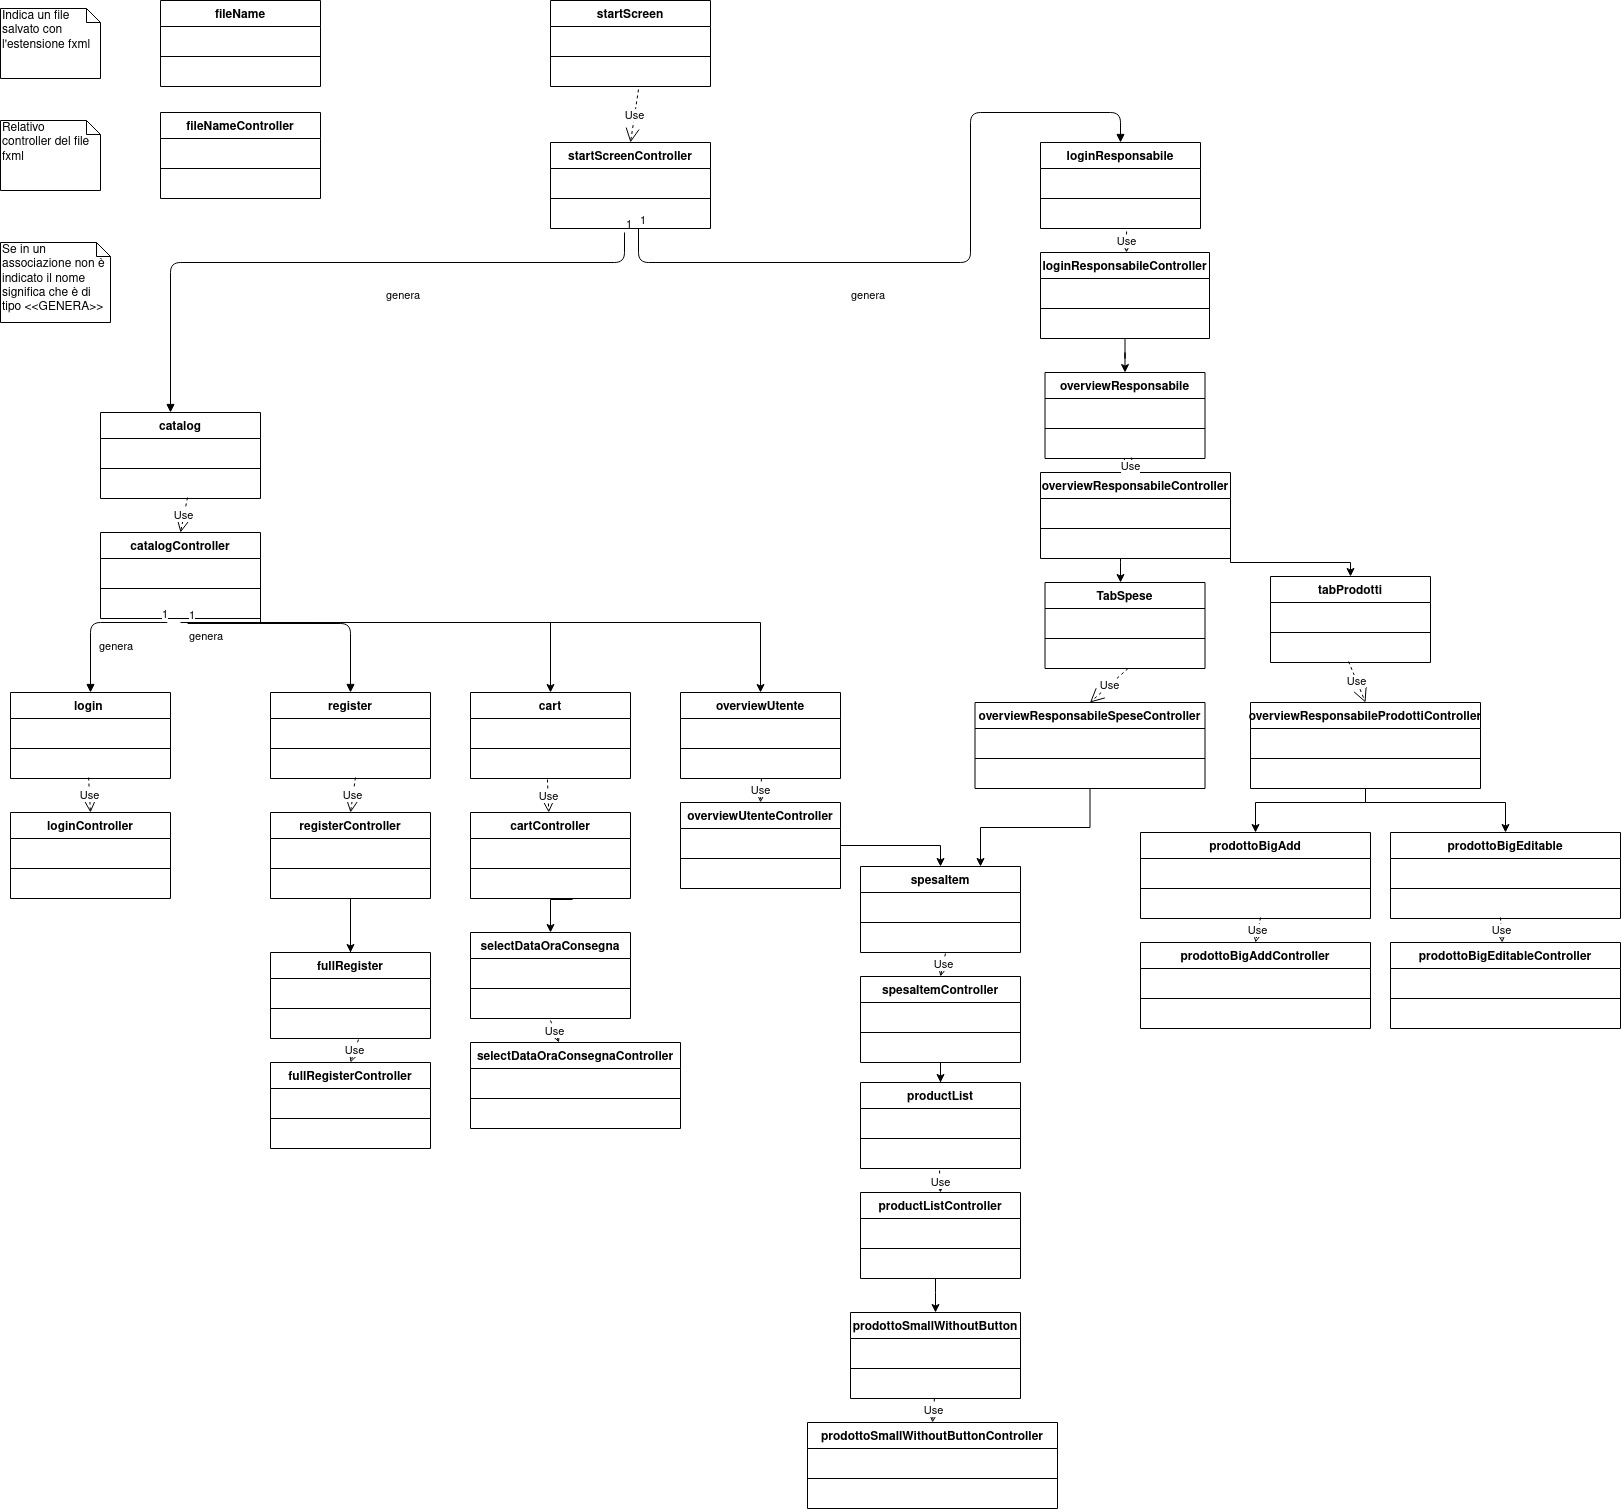 Indica un file
salvato con
l'estensione fxml
fileName
startScreen
Use
Relativo
controller del file
fxml
fileNameController
startScreenController
1
1
loginResponsabile
Use
Se in un
associazione non è
indicato il nome
significa che è di
tipo <<GENERA>>
loginResponsabileController
genera
genera
overviewResponsabile
Use
catalog
Use
overviewResponsabileController
catalogController
1
1
genera
genera
TabSpese
Use
tabProdotti
Use
login
Use
register
Use
cart
Use
overviewUtente
Use
overviewResponsabileSpeseController
overviewResponsabileProdottiController
loginController
registerController
cartController
overviewUtenteController
prodottoBigAdd
Use
prodottoBigEditable
Use
spesaItem
Use
selectDataOraConsegna
Use
fullRegister
Use
prodottoBigAddController
prodottoBigEditableController
spesaItemController
selectDataOraConsegnaController
fullRegisterController
productList
Use
productListController
prodottoSmallWithoutButton
Use
prodottoSmallWithoutButtonController